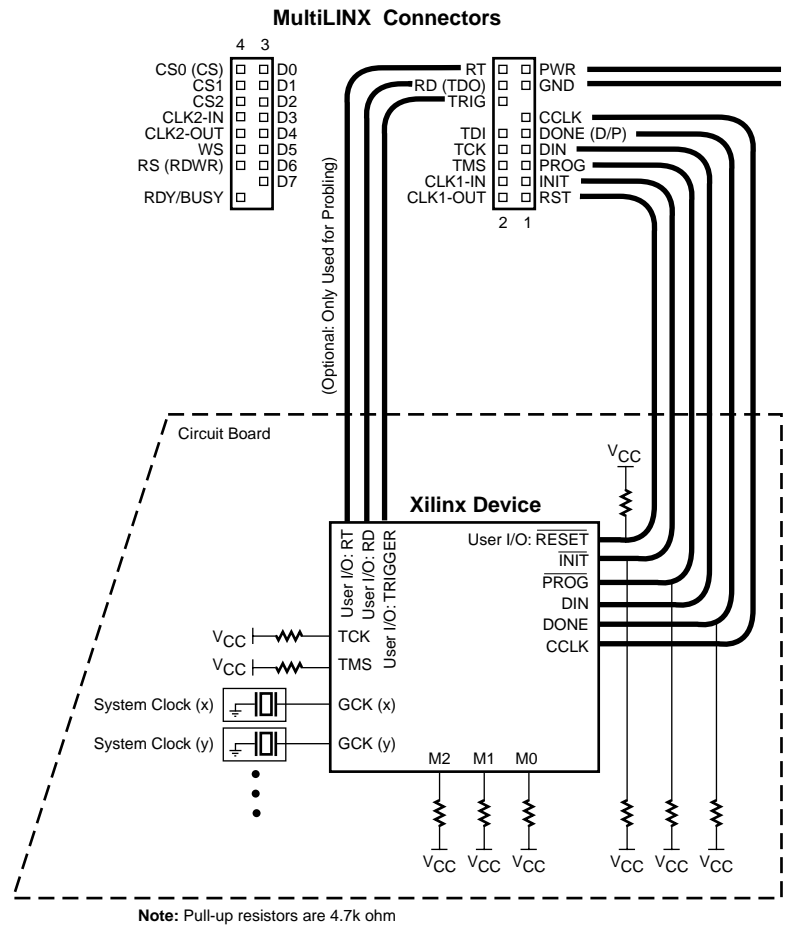 MultiLINX Connectors
4 3
CS0 (CS) D0
CS1 D1
CS2 D2
CLK2-IN D3
CLK2-OUT D4
WS D5
RS (RDWR) D6
D7
RDY/BUSY
RT PWR
RD (TDO) GND
TRIG
CCLK
TDI DONE (D/P)
TCK DIN
TMS PROG
CLK1-IN INIT
CLK1-OUT RST
2 1
(Optional: Only Used for Probling)
Circuit Board
VCC
Xilinx Device
User I/O: RT
User I/O: RD
User I/O: TRIGGER
User I/O: RESET
INIT
PROG
DIN
DONE
CCLK
VCC TCK
VCC TMS
System Clock (x) GCK (x)
System Clock (y) GCK (y)
M2 M1 M0
VCC VCC VCC VCC VCC VCC
Note: Pull-up resistors are 4.7k ohm